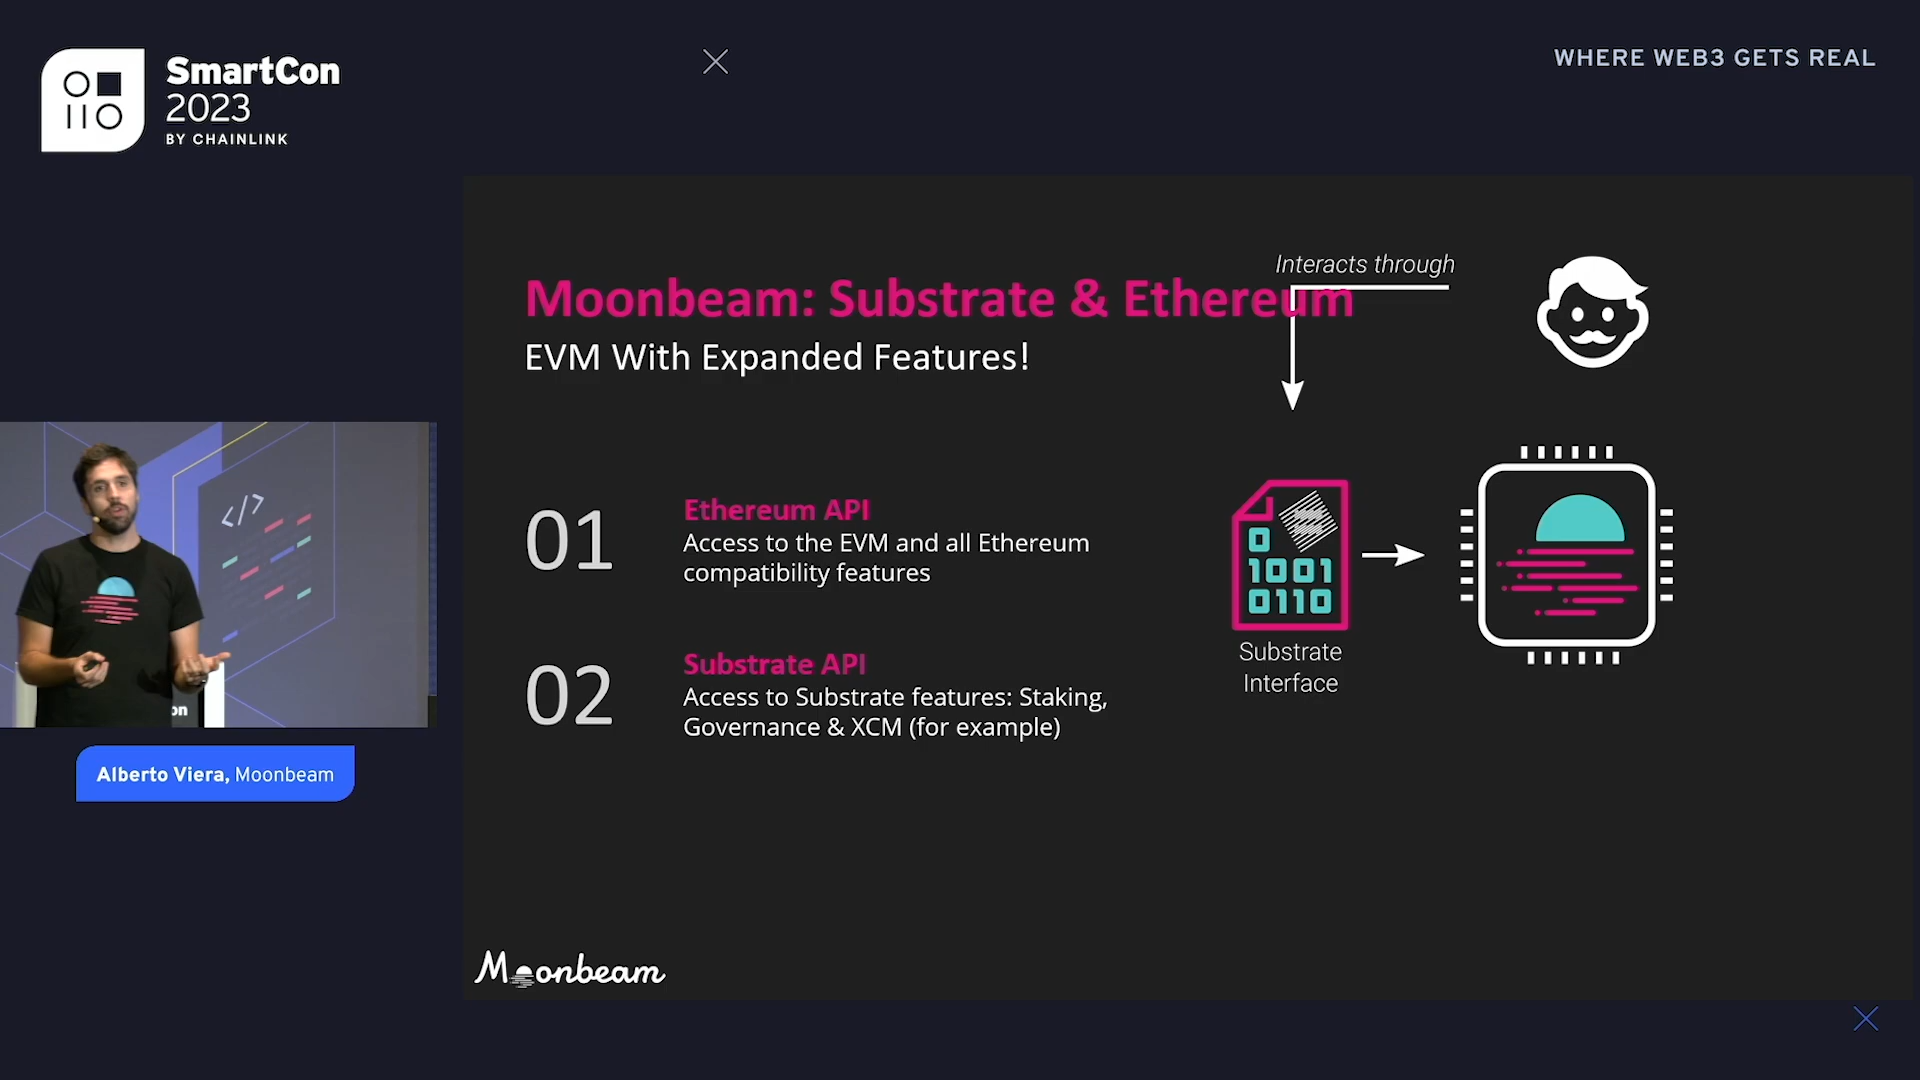 SmartCon
2023
BY CHAINLINK
WHERE WEB3 GETS REAL
Interacts through
Moonbeam: Substrate & Ethereum
EVM With Expanded Features!
01
Ethereum API
Access to the EVM and all Ethereum
compatibility features
02
Substrate API
Access to Substrate features: Staking,
Governance & XCM (for example)
0
1001
0110
Substrate
Interface
</>
on
Alberto Viera, Moonbeam
Moonbeam